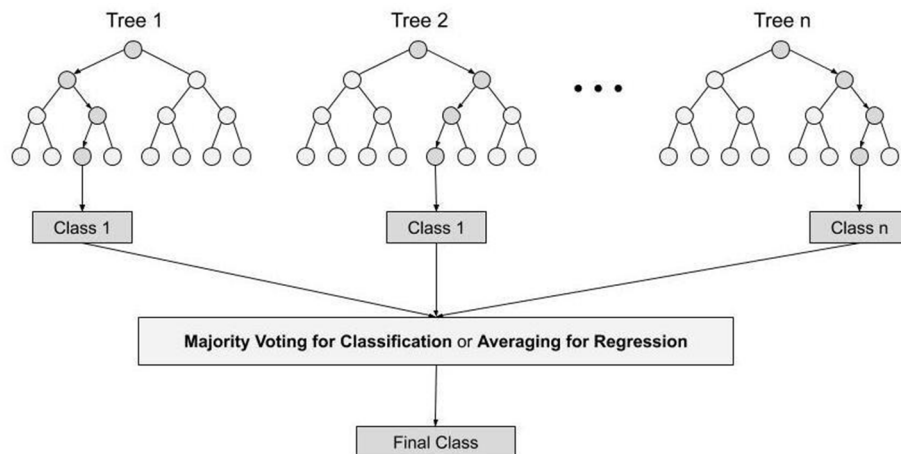 Tree 1
Tree 2
Tree n
Class 1
Class 1
Class n
Majority Voting for Classification or Averaging for Regression
Final Class